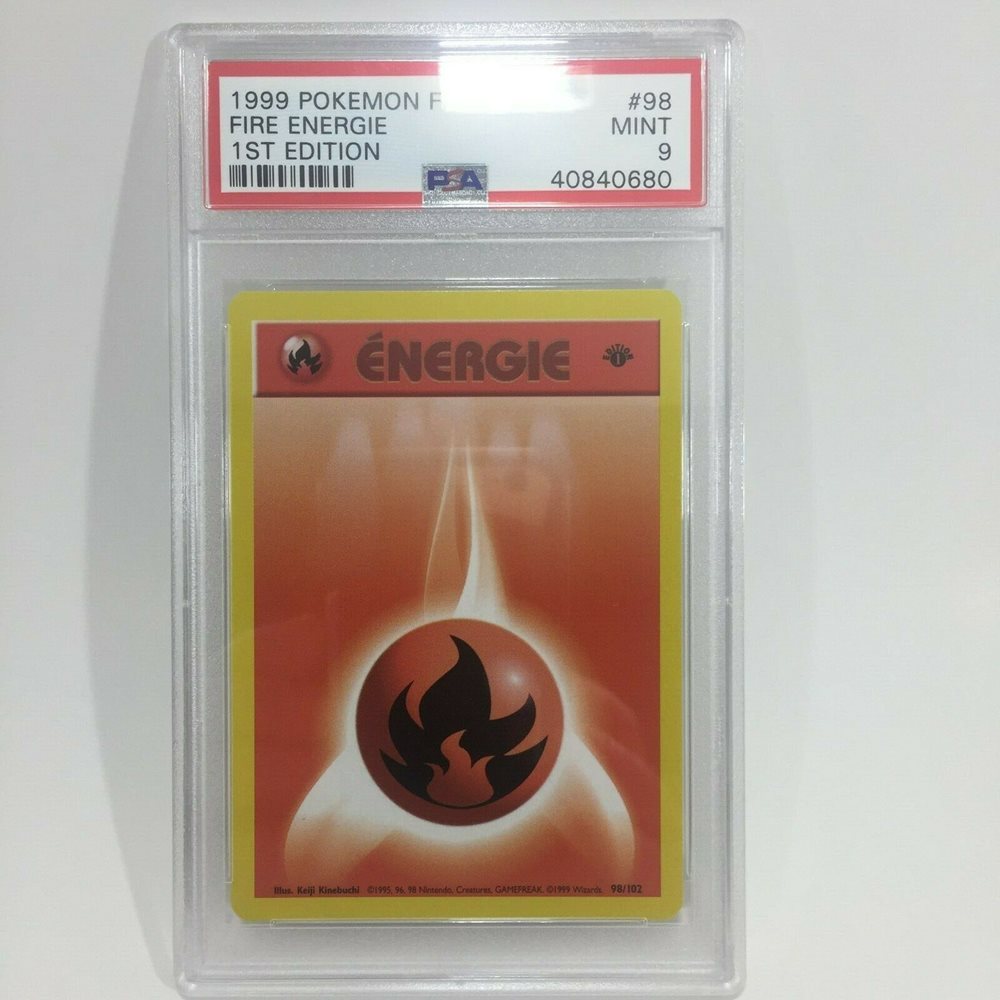 1999 POKEMON F
#98
FIRE ENERGIE
MINT
1ST EDITION
9
PSA
40840680
ÉNERGIE
EDITION 1
Illus. Keiji Kinebuchi ©1995, 96, 98 Nintendo, Creatures, GAMEFREAK. ©1999 Wizards. 98/102